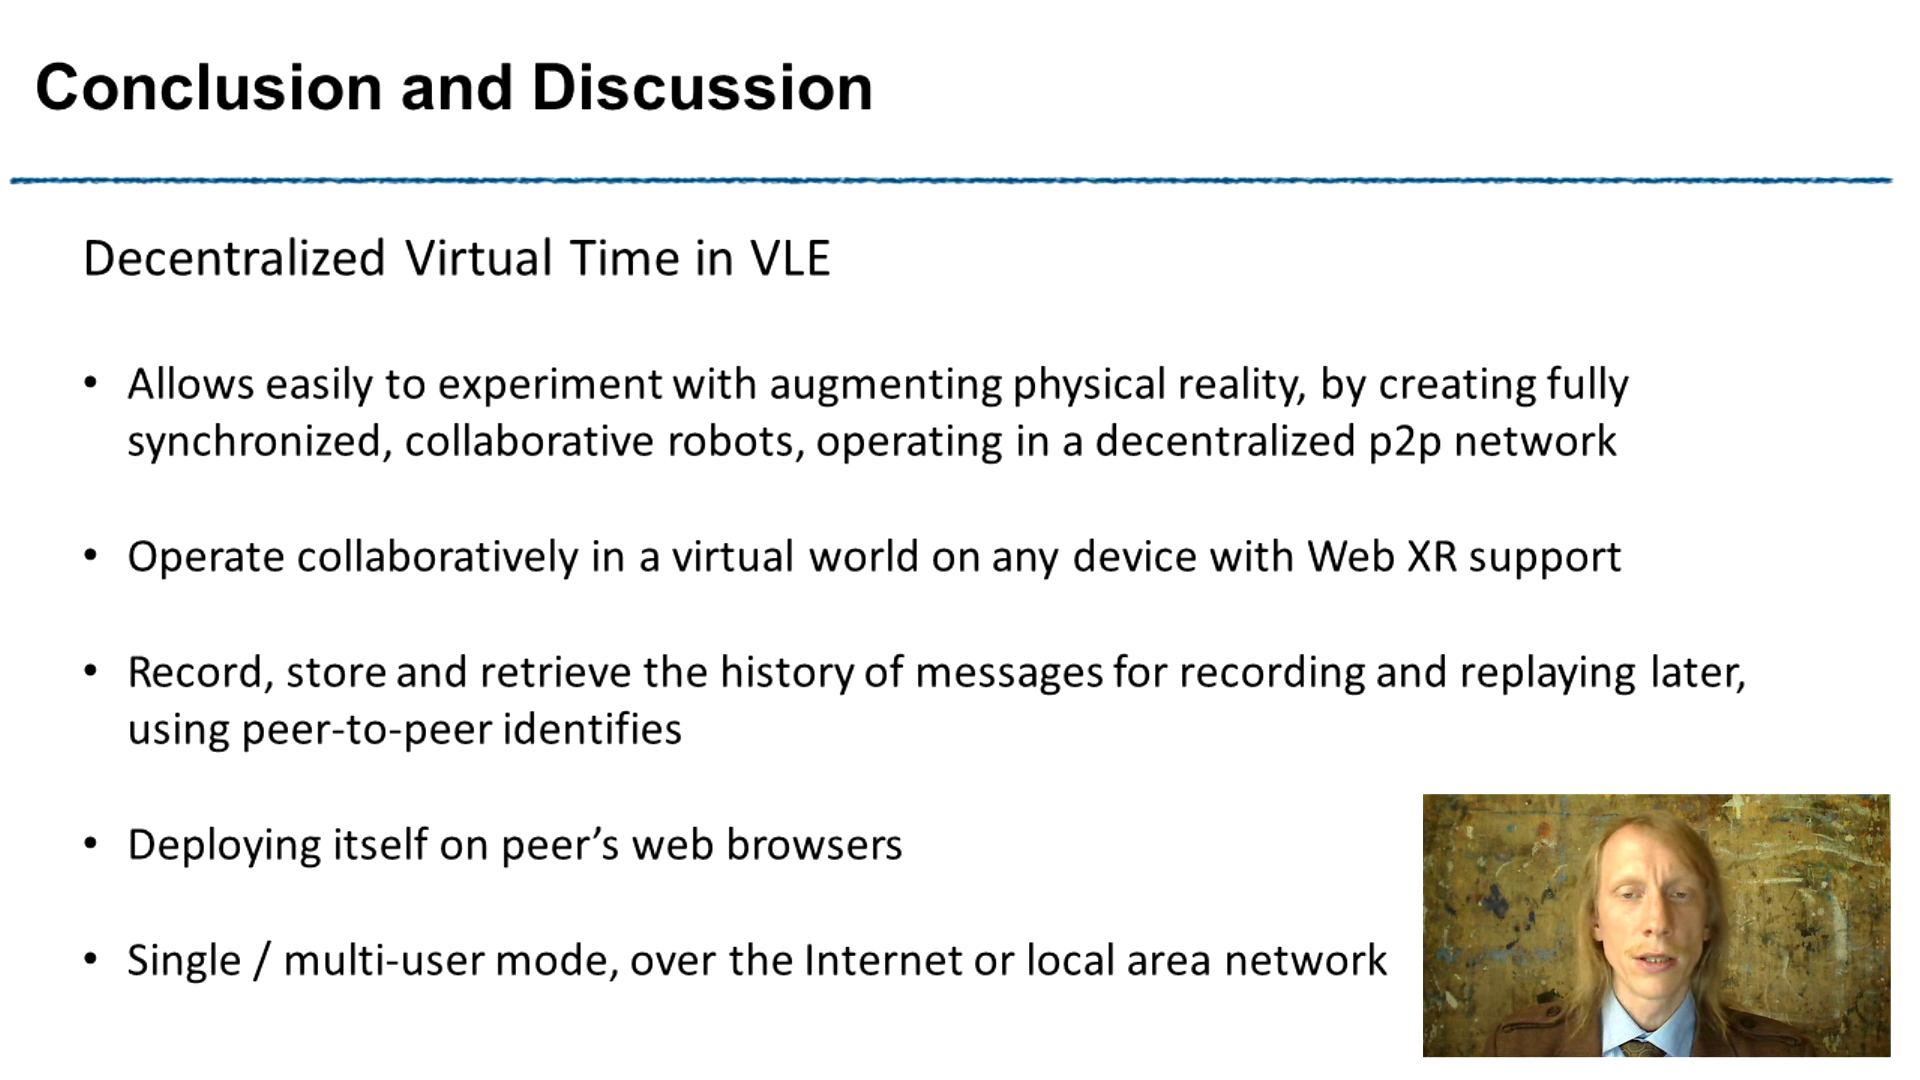 Conclusion and Discussion
Decentralized Virtual Time in VLE
• Allows easily to experiment with augmenting physical reality, by creating fully
synchronized, collaborative robots, operating in a decentralized p2p network
• Operate collaboratively in a virtual world on any device with Web XR support
• Record, store and retrieve the history of messages for recording and replaying later,
using peer-to-peer identifies
• Deploying itself on peer’s web browsers
• Single / multi-user mode, over the Internet or local area network